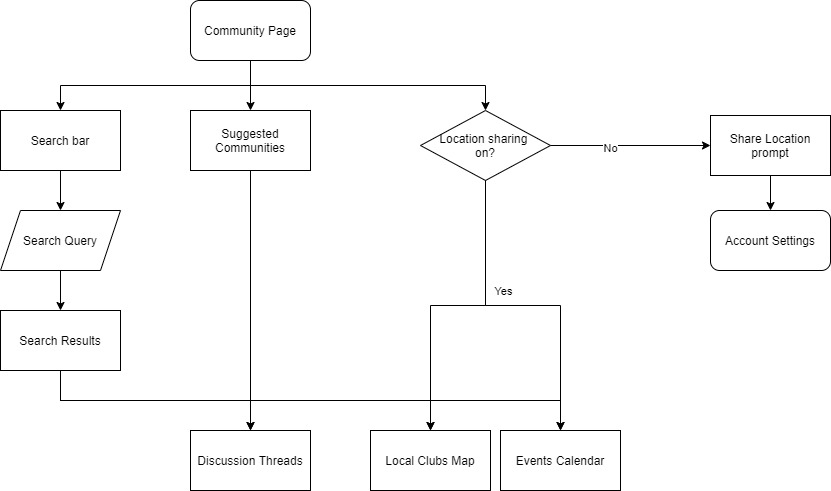 Community Page
Search bar
Suggested
Communities
Location sharing
on?
No
Share Location
prompt
Search Query
Account Settings
Yes
Search Results
Discussion Threads
Local Clubs Map
Events Calendar